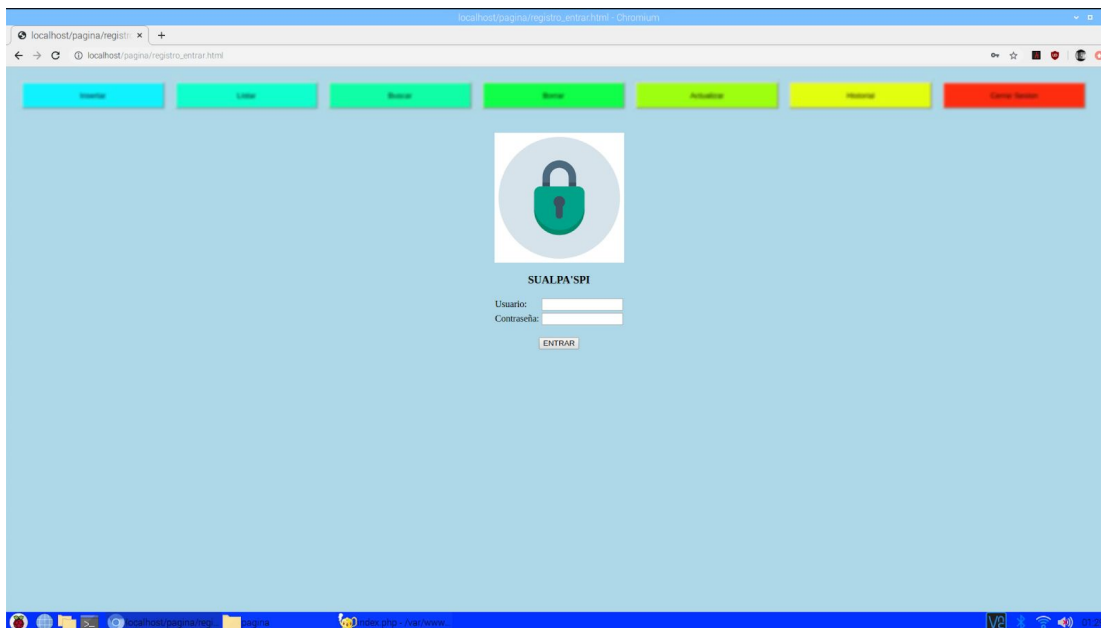 localhost/pagina/registro_entrar.html - Chromium
localhost/pagina/registr
localhost/pagina/registro_entrar.html
Insertar Listar Buscar Borrar Actualizar Historial Cerrar Sesion
SUALPA'SPI
Usuario:
Contraseña:
ENTRAR
localhost/pagina/regi... pagina index.php - /var/www...